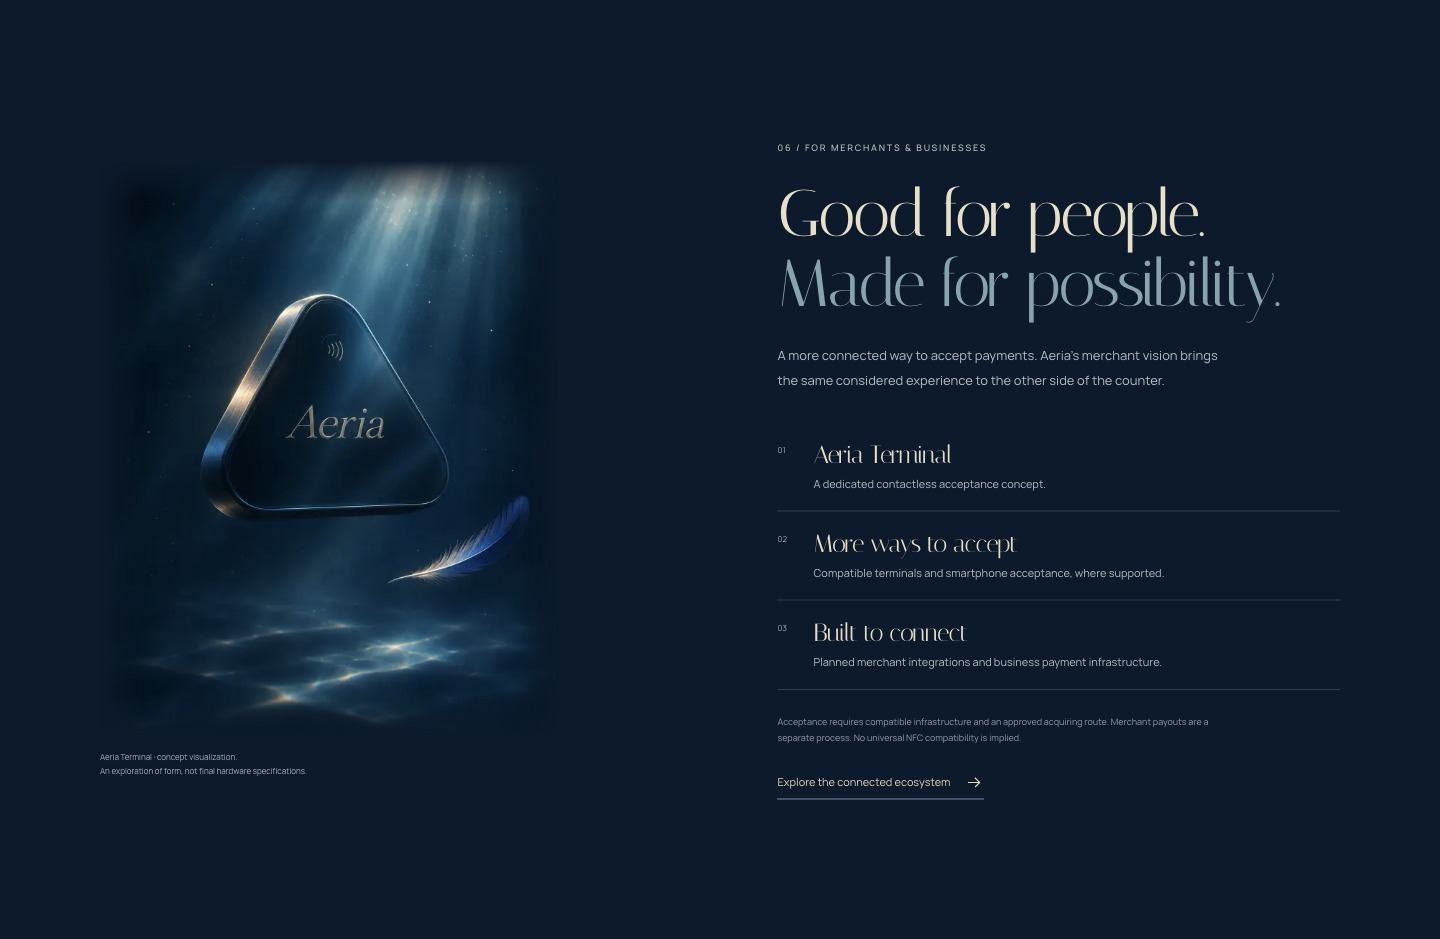 06 / FOR MERCHANTS & BUSINESSES
Good for people.
Made for possibility.
A more connected way to accept payments. Aeria's merchant vision brings
the same considered experience to the other side of the counter.
Aeria
01
Aeria Terminal
A dedicated contactless acceptance concept.
02
More ways to accept
Compatible terminals and smartphone acceptance, where supported.
03
Built to connect
Planned merchant integrations and business payment infrastructure.
Acceptance requires compatible infrastructure and an approved acquiring route. Merchant payouts are a
separate process. No universal NFC compatibility is implied.
Aeria Terminal · concept visualization.
An exploration of form, not final hardware specifications.
Explore the connected ecosystem →